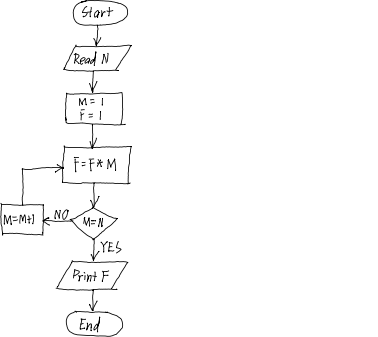 Start
Read N
M = 1
F = 1
F=F*M
M=M+1
NO
M=N
YES
Print F
End